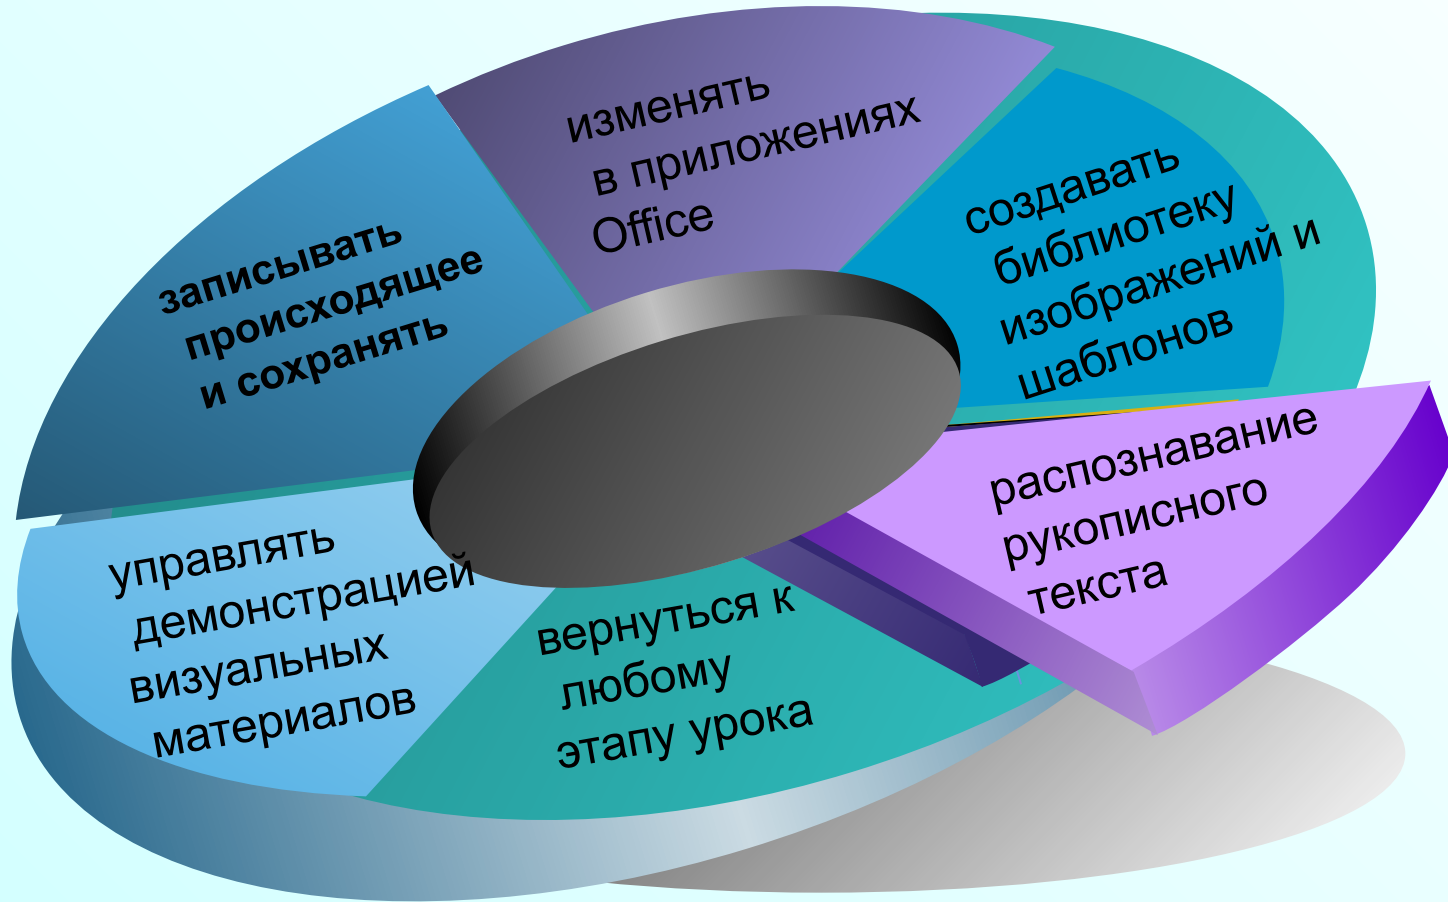 изменять
в приложениях
Office
создавать
библиотеку
изображений и
шаблонов
записывать
происходящее
и сохранять
распознавание
рукописного
текста
управлять
демонстрацией
визуальных
материалов
вернуться к
любому
этапу урока